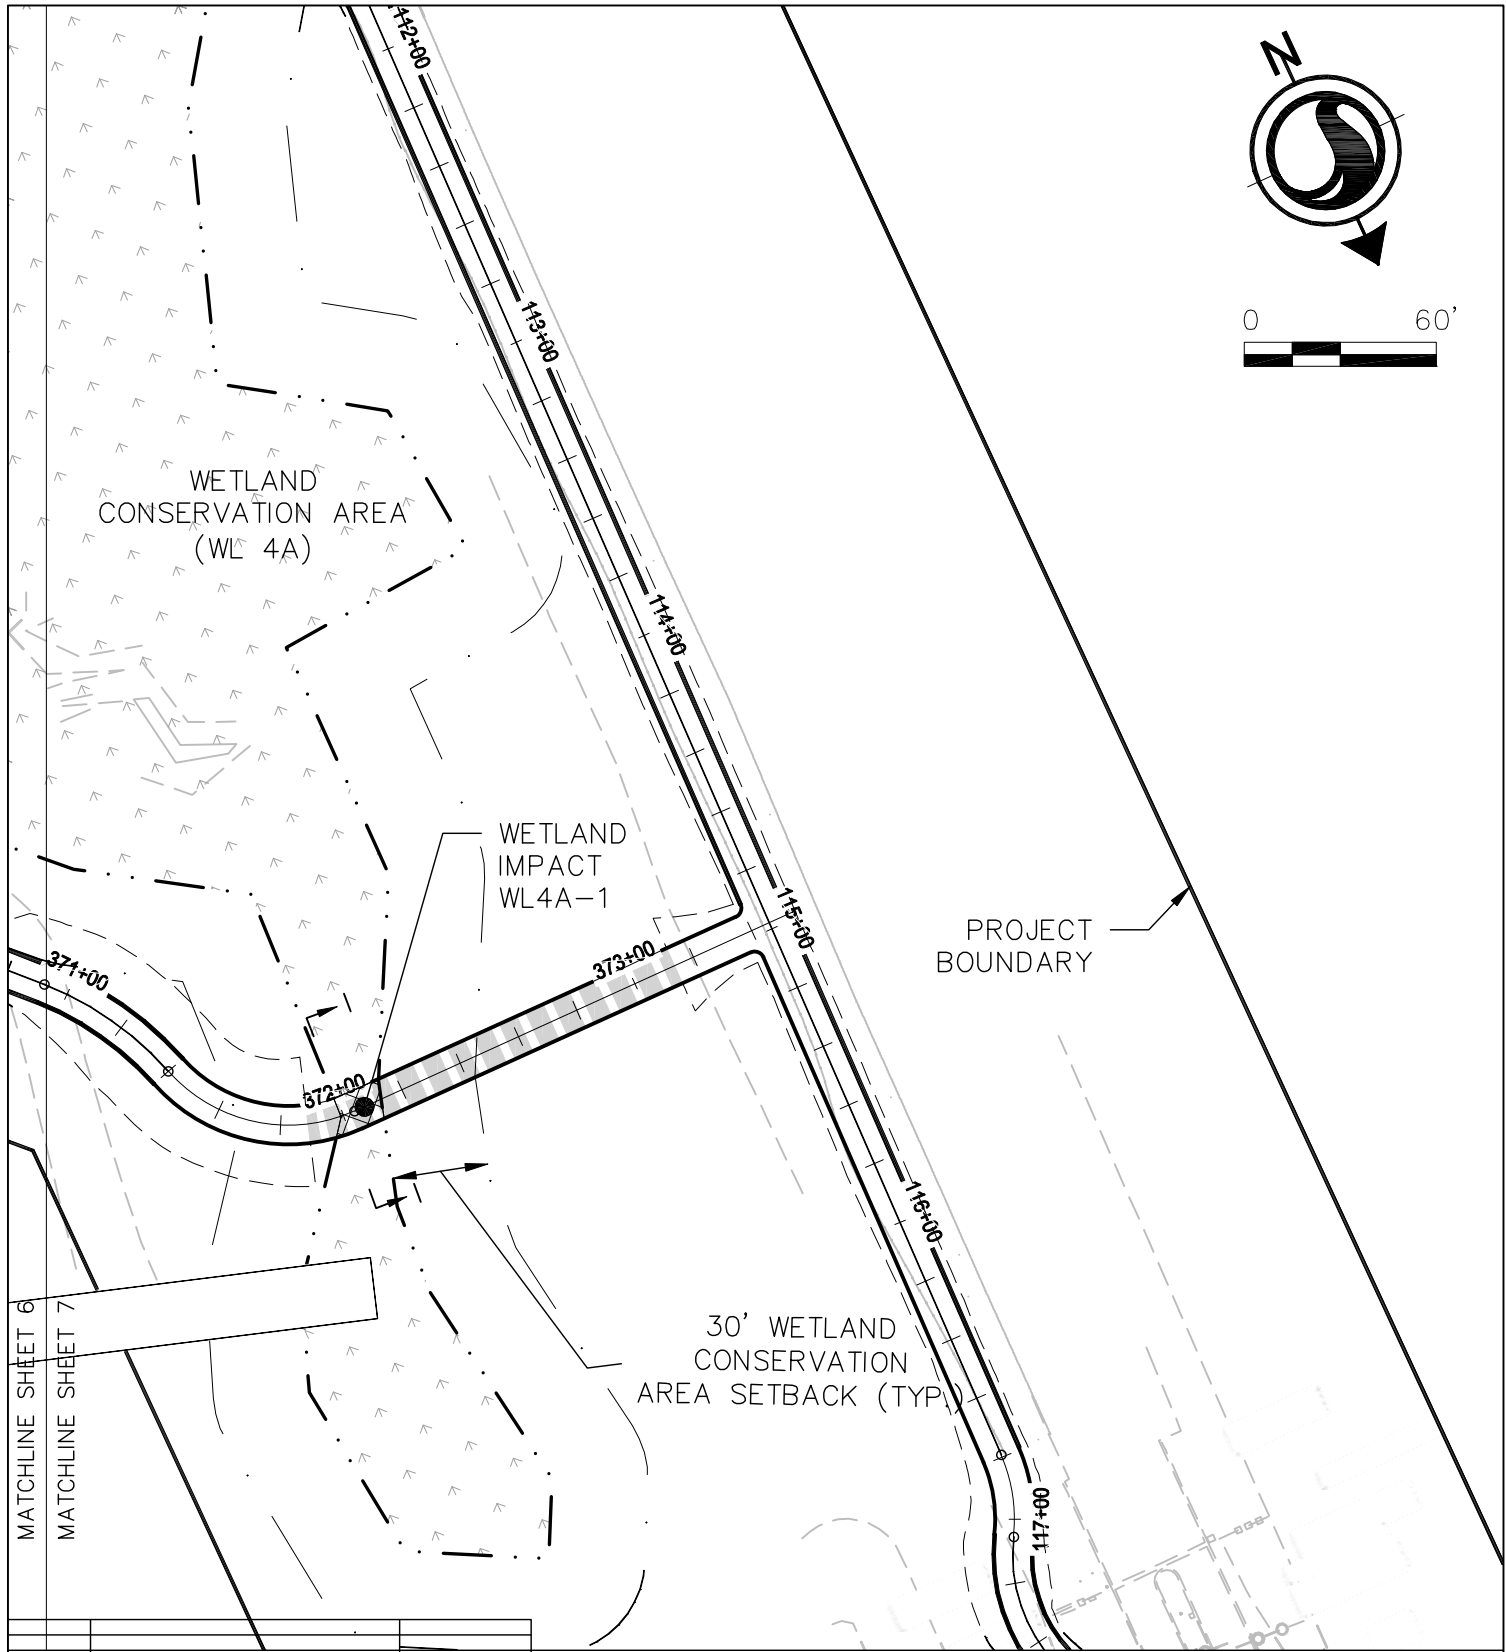 112+00
N
0 60'
113+00
WETLAND
CONSERVATION AREA
(WL 4A)
114+00
WETLAND
IMPACT
WL4A-1
115+00
PROJECT
BOUNDARY
371+00
373+00
372+00
116+00
30' WETLAND
CONSERVATION
AREA SETBACK (TYP.)
MATCHLINE SHEET 6
MATCHLINE SHEET 7
117+00